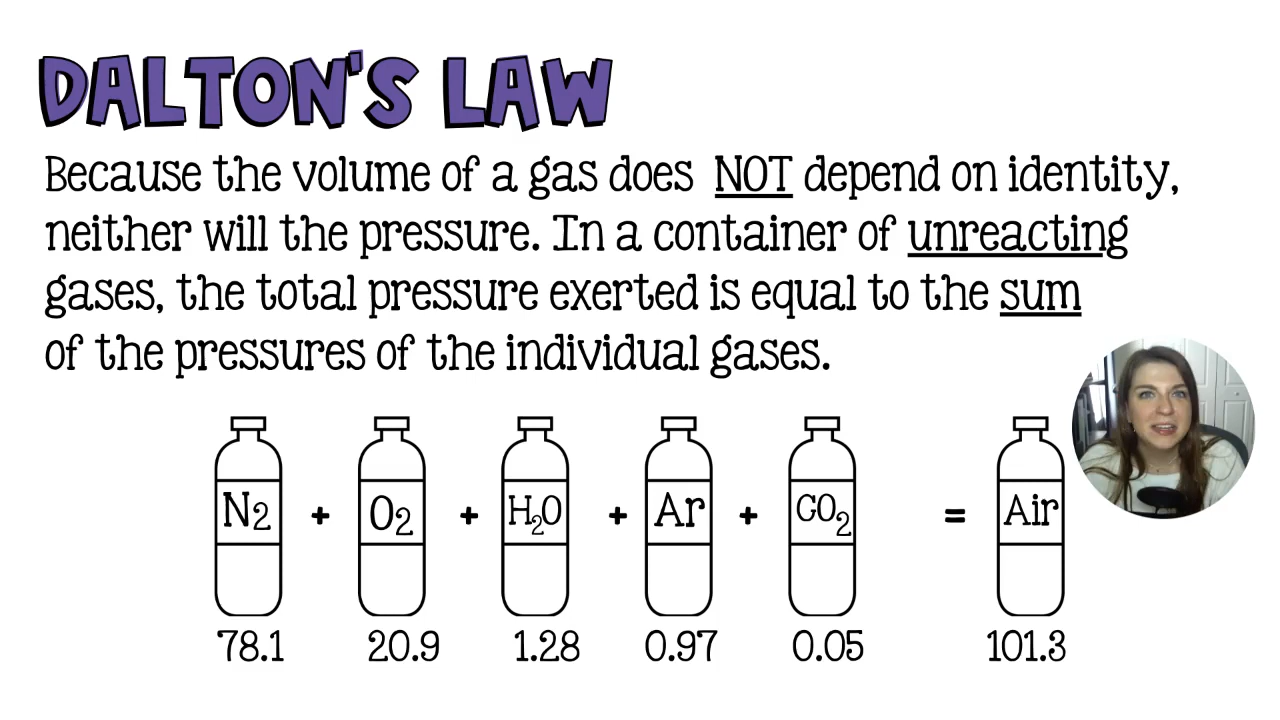 DALTON'S LAW
Because the volume of a gas does NOT depend on identity,
neither will the pressure. In a container of unreacting
gases, the total pressure exerted is equal to the sum
of the pressures of the individual gases.
N2 + O2 + H2O + Ar + CO2 = Air
78.1 20.9 1.28 0.97 0.05 101.3